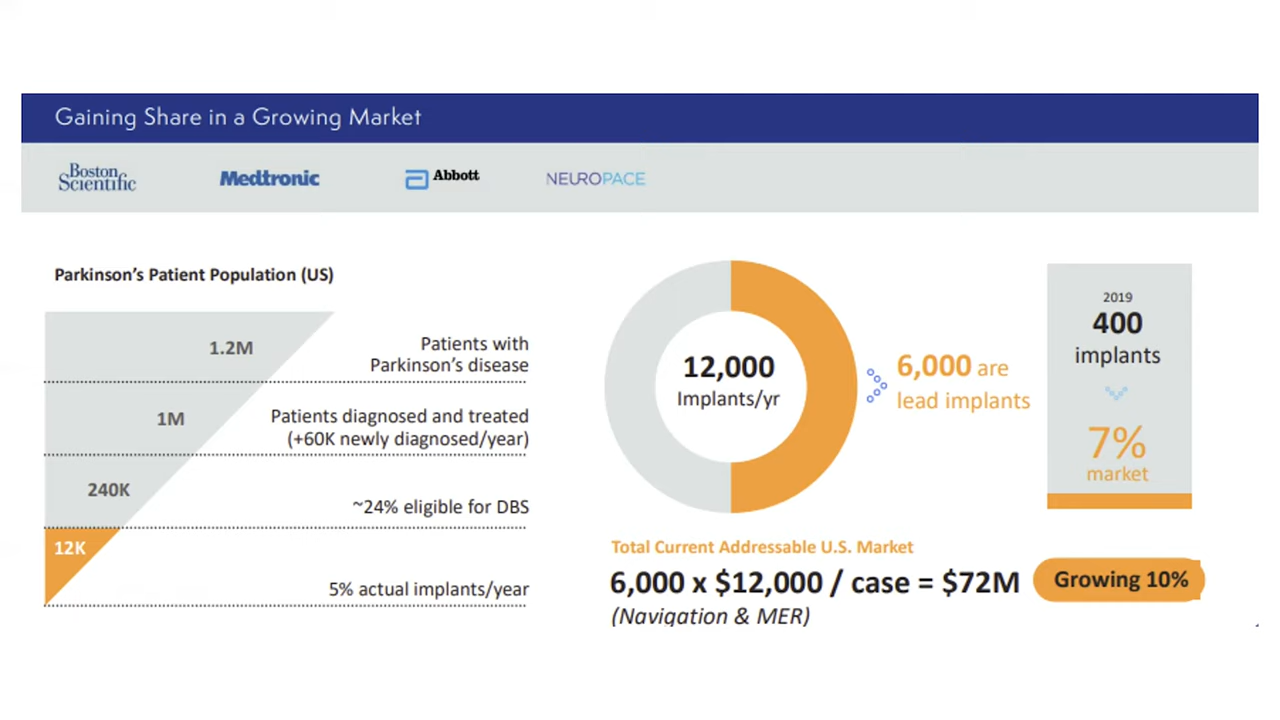 Gaining Share in a Growing Market
Boston
Scientific
Medtronic
Abbott
NEUROPACE
Parkinson's Patient Population (US)
1.2M
Patients with
Parkinson's disease
1M
Patients diagnosed and treated
(+60K newly diagnosed/year)
240K
~24% eligible for DBS
12K
5% actual implants/year
12,000
Implants/yr
6,000 are
lead implants
2019
400
implants
7%
market
Total Current Addressable U.S. Market
6,000 x $12,000 / case = $72M
(Navigation & MER)
Growing 10%